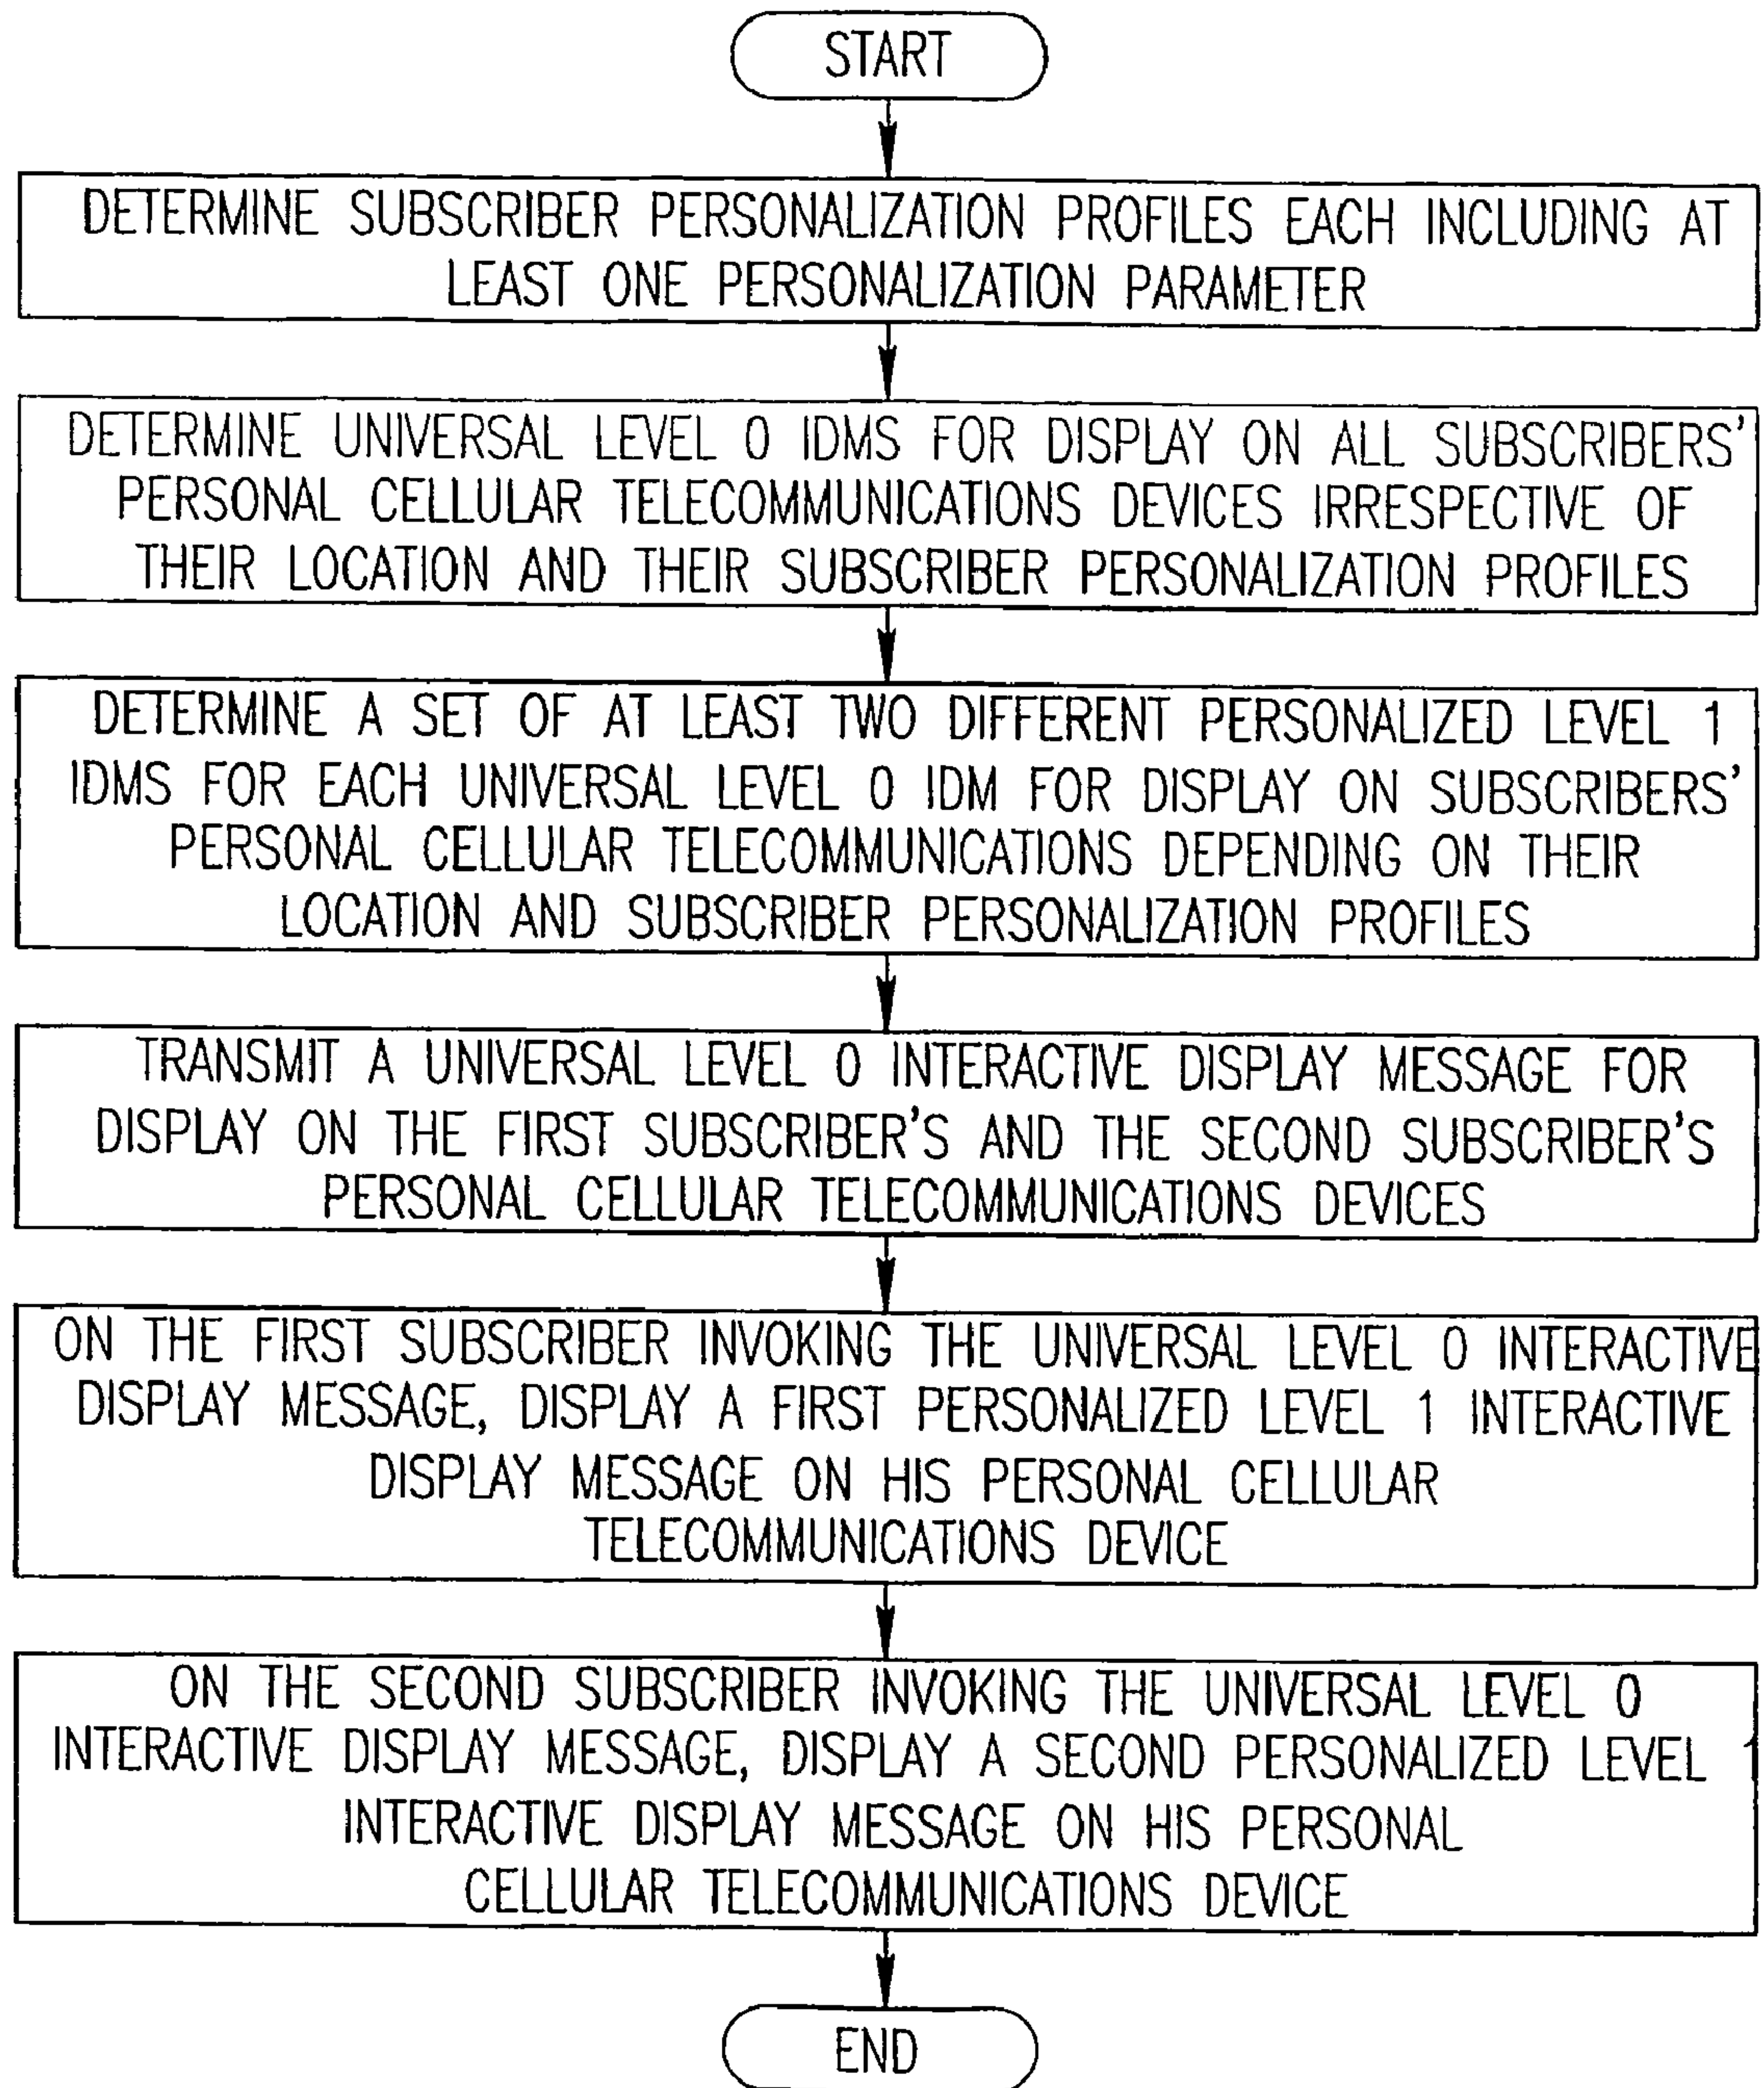 START
DETERMINE SUBSCRIBER PERSONALIZATION PROFILES EACH INCLUDING AT
LEAST ONE PERSONALIZATION PARAMETER
DETERMINE UNIVERSAL LEVEL 0 IDMS FOR DISPLAY ON ALL SUBSCRIBERS'
PERSONAL CELLULAR TELECOMMUNICATIONS DEVICES IRRESPECTIVE OF
THEIR LOCATION AND THEIR SUBSCRIBER PERSONALIZATION PROFILES
DETERMINE A SET OF AT LEAST TWO DIFFERENT PERSONALIZED LEVEL 1
IDMS FOR EACH UNIVERSAL LEVEL 0 IDM FOR DISPLAY ON SUBSCRIBERS'
PERSONAL CELLULAR TELECOMMUNICATIONS DEPENDING ON THEIR
LOCATION AND SUBSCRIBER PERSONALIZATION PROFILES
TRANSMIT A UNIVERSAL LEVEL 0 INTERACTIVE DISPLAY MESSAGE FOR
DISPLAY ON THE FIRST SUBSCRIBER'S AND THE SECOND SUBSCRIBER'S
PERSONAL CELLULAR TELECOMMUNICATIONS DEVICES
ON THE FIRST SUBSCRIBER INVOKING THE UNIVERSAL LEVEL 0 INTERACTIVE
DISPLAY MESSAGE, DISPLAY A FIRST PERSONALIZED LEVEL 1 INTERACTIVE
DISPLAY MESSAGE ON HIS PERSONAL CELLULAR
TELECOMMUNICATIONS DEVICE
ON THE SECOND SUBSCRIBER INVOKING THE UNIVERSAL LEVEL 0
INTERACTIVE DISPLAY MESSAGE, DISPLAY A SECOND PERSONALIZED LEVEL 1
INTERACTIVE DISPLAY MESSAGE ON HIS PERSONAL
CELLULAR TELECOMMUNICATIONS DEVICE
END